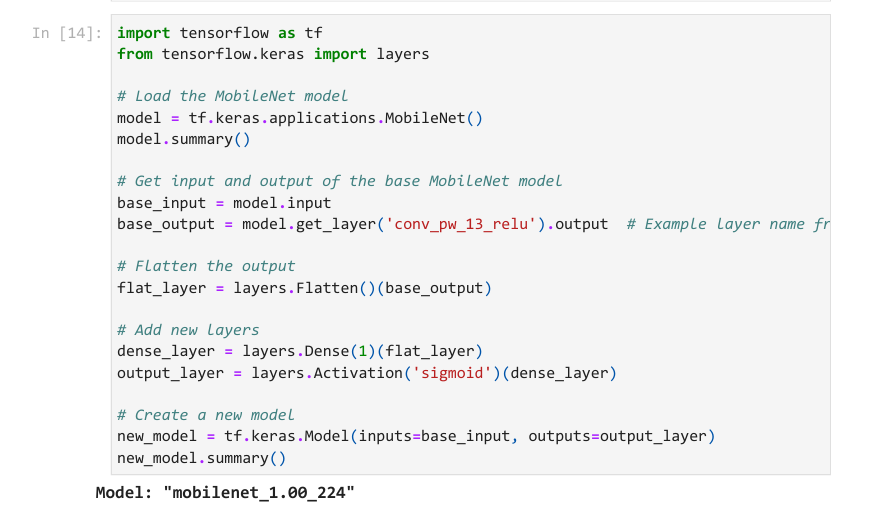 In [14]:
import tensorflow as tf
from tensorflow.keras import layers
# Load the MobileNet model
model = tf.keras.applications.MobileNet()
model.summary()
# Get input and output of the base MobileNet model
base_input = model.input
base_output = model.get_layer('conv_pw_13_relu').output  # Example layer name fr
# Flatten the output
flat_layer = layers.Flatten()(base_output)
# Add new layers
dense_layer = layers.Dense(1)(flat_layer)
output_layer = layers.Activation('sigmoid')(dense_layer)
# Create a new model
new_model = tf.keras.Model(inputs=base_input, outputs=output_layer)
new_model.summary()
Model: "mobilenet_1.00_224"